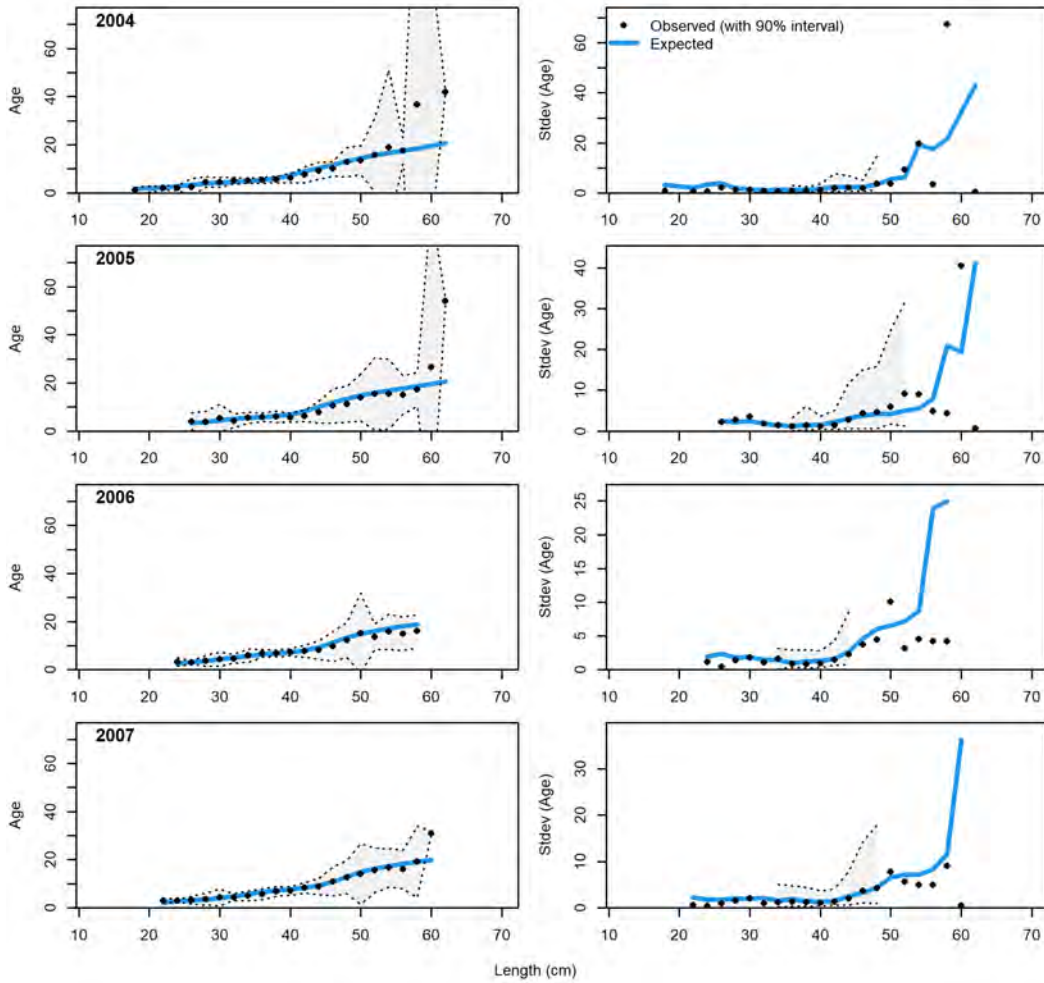 2004
Observed (with 90% interval)
Expected
Age
0 20 40 60
10 20 30 40 50 60 70
Stdev (Age)
0 20 40 60
10 20 30 40 50 60 70
2005
Age
0 20 40 60
10 20 30 40 50 60 70
Stdev (Age)
0 10 20 30 40
10 20 30 40 50 60 70
2006
Age
0 20 40 60
10 20 30 40 50 60 70
Stdev (Age)
0 5 10 15 20 25
10 20 30 40 50 60 70
2007
Age
0 20 40 60
10 20 30 40 50 60 70
Stdev (Age)
0 10 20 30
10 20 30 40 50 60 70
Length (cm)